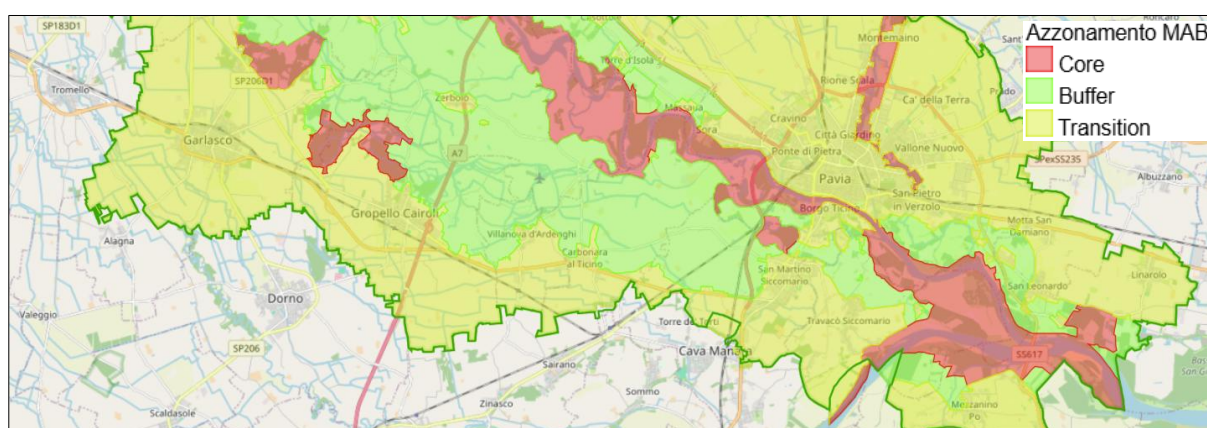 SP183D1
Tromello
SP206D1
Garlasco
Zerbolò
A7
Torre d'Isola
Massaua
Sora
Montemaino
Rione Scala
Ca' della Terra
Cravino
Città Giardino
Ponte di Pietra
Vallone Nuovo
Pavia
San Pietro
in Verzolo
Borgo Ticino
PexSS235
Albuzzano
Prado
Roncaro
Azzonamento MAB
Core
Buffer
Transition
Gropello Cairoli
Villanova d'Ardenghi
Carbonara
al Ticino
San Martino
Siccomario
Motta San
Damiano
San Leonardo
Linarolo
Travacò Siccomario
Alagna
Dorno
Valeggio
SP206
Scaldasole
Torre de' Torti
Cava Mana
Sairano
Sommo
Zinasco
SS617
Mezzanino
Po